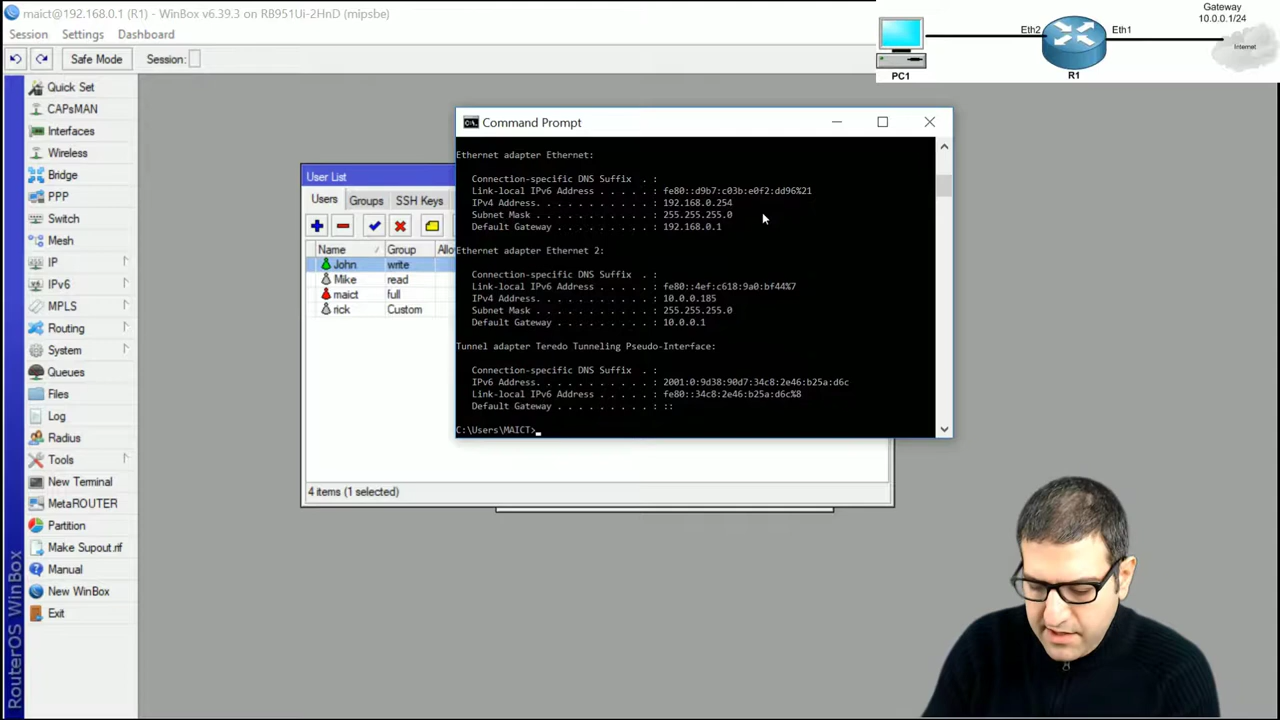 maict@192.168.0.1 (R1) - WinBox v6.39.3 on RB951Ui-2HnD (mipsbe)
Session Settings Dashboard
Safe Mode Session:
Gateway
10.0.0.1/24
Eth2 Eth1
Internet
PC1 R1
RouterOS WinBox
Quick Set
CAPsMAN
Interfaces
Wireless
Bridge
PPP
Switch
Mesh
IP
IPv6
MPLS
Routing
System
Queues
Files
Log
Radius
Tools
New Terminal
MetaROUTER
Partition
Make Supout.rif
Manual
New WinBox
Exit
User List
Users Groups SSH Keys
Name Group Allo
John write
Mike read
maict full
rick Custom
4 items (1 selected)
Command Prompt
Ethernet adapter Ethernet:
Connection-specific DNS Suffix . :
Link-local IPv6 Address . . . . . : fe80::d9b7:c03b:e0f2:dd96%21
IPv4 Address. . . . . . . . . . . : 192.168.0.254
Subnet Mask . . . . . . . . . . . : 255.255.255.0
Default Gateway . . . . . . . . . : 192.168.0.1
Ethernet adapter Ethernet 2:
Connection-specific DNS Suffix . :
Link-local IPv6 Address . . . . . : fe80::4ef:c618:9a0:bf44%7
IPv4 Address. . . . . . . . . . . : 10.0.0.185
Subnet Mask . . . . . . . . . . . : 255.255.255.0
Default Gateway . . . . . . . . . : 10.0.0.1
Tunnel adapter Teredo Tunneling Pseudo-Interface:
Connection-specific DNS Suffix . :
IPv6 Address. . . . . . . . . . . : 2001:0:9d38:90d7:34c8:2e46:b25a:d6c
Link-local IPv6 Address . . . . . : fe80::34c8:2e46:b25a:d6c%8
Default Gateway . . . . . . . . . : ::
C:\Users\MAICT>